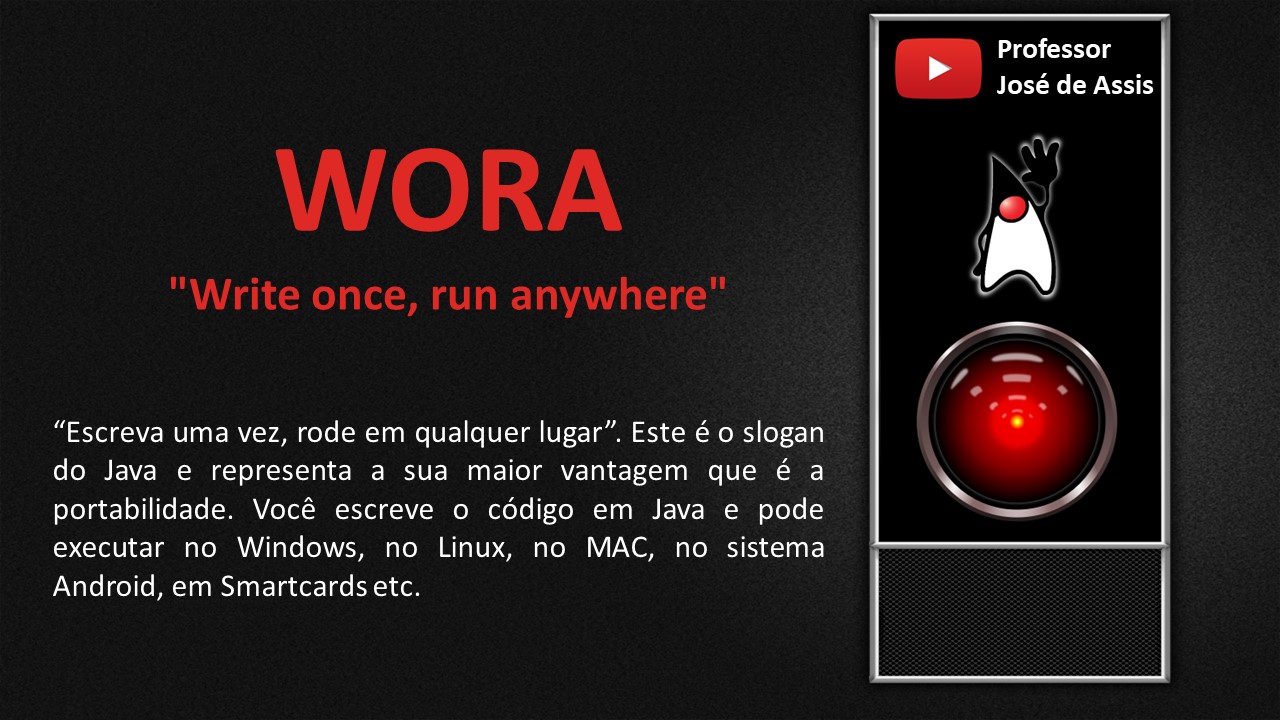 WORA
"Write once, run anywhere"
“Escreva uma vez, rode em qualquer lugar”. Este é o slogan
do Java e representa a sua maior vantagem que é a
portabilidade. Você escreve o código em Java e pode
executar no Windows, no Linux, no MAC, no sistema
Android, em Smartcards etc.
Professor
José de Assis